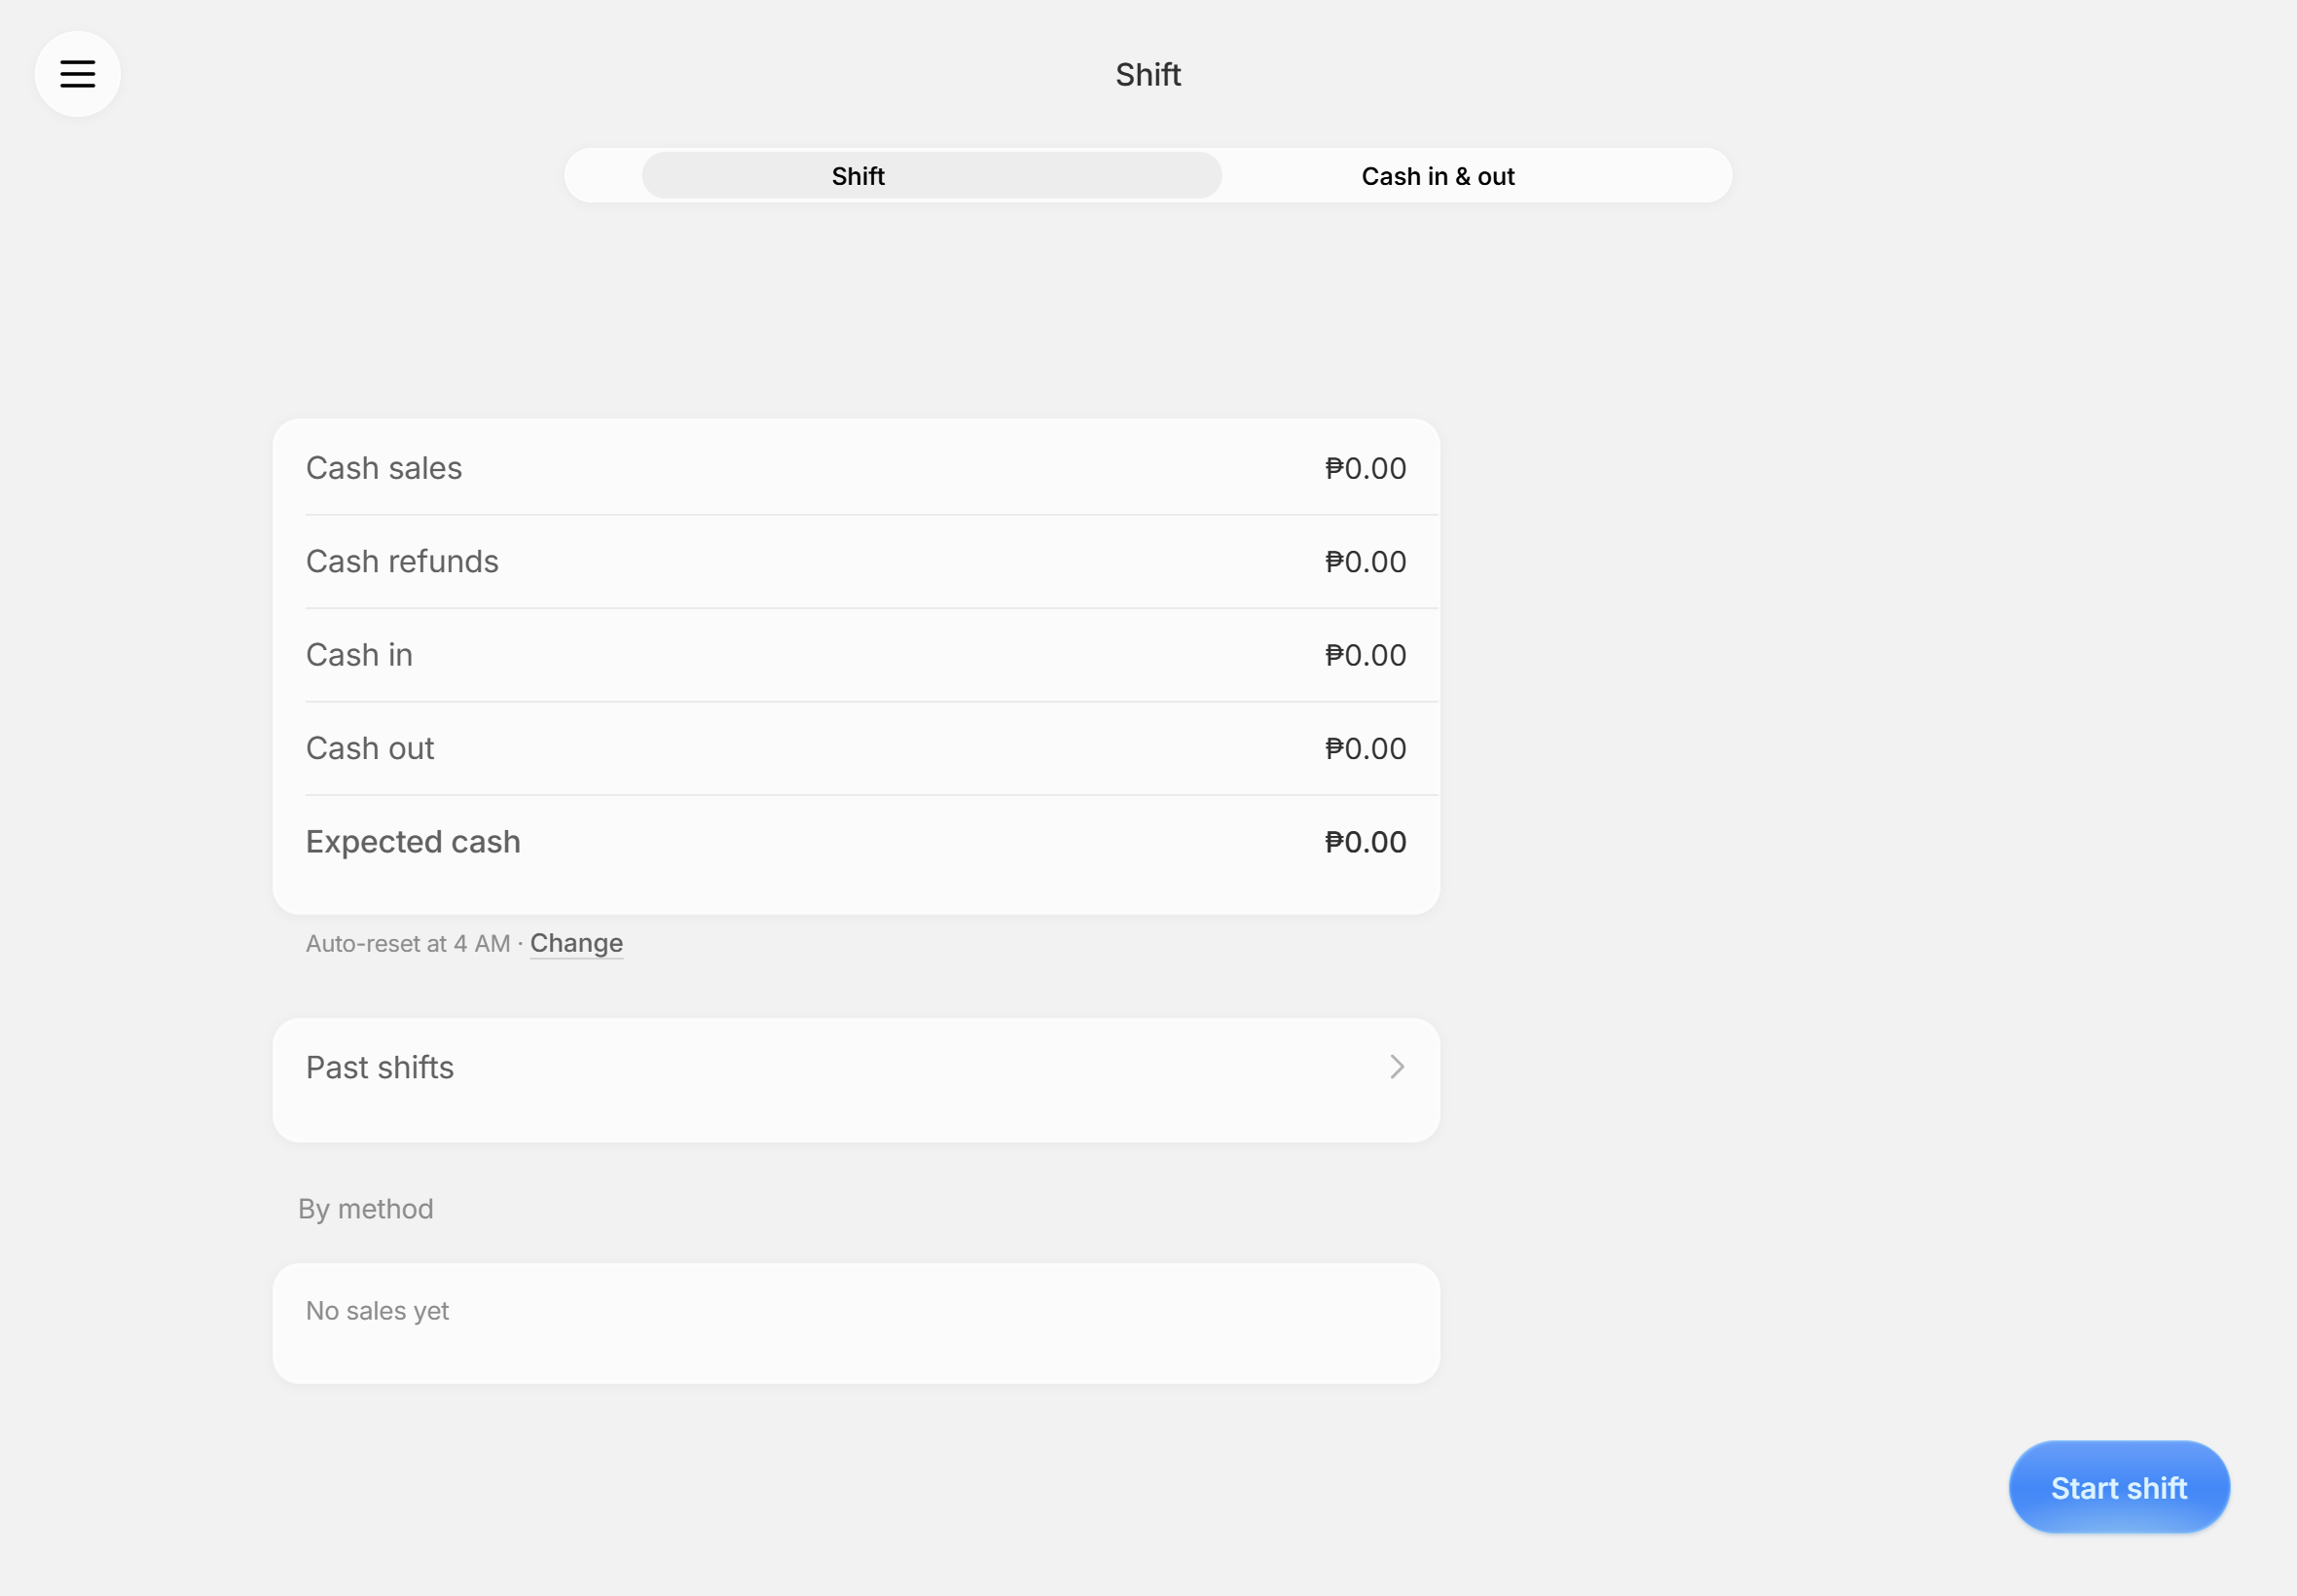 Shift
Shift Cash in & out
Cash sales ₱0.00
Cash refunds ₱0.00
Cash in ₱0.00
Cash out ₱0.00
Expected cash ₱0.00
Auto-reset at 4 AM · Change
Past shifts
By method
No sales yet
Start shift